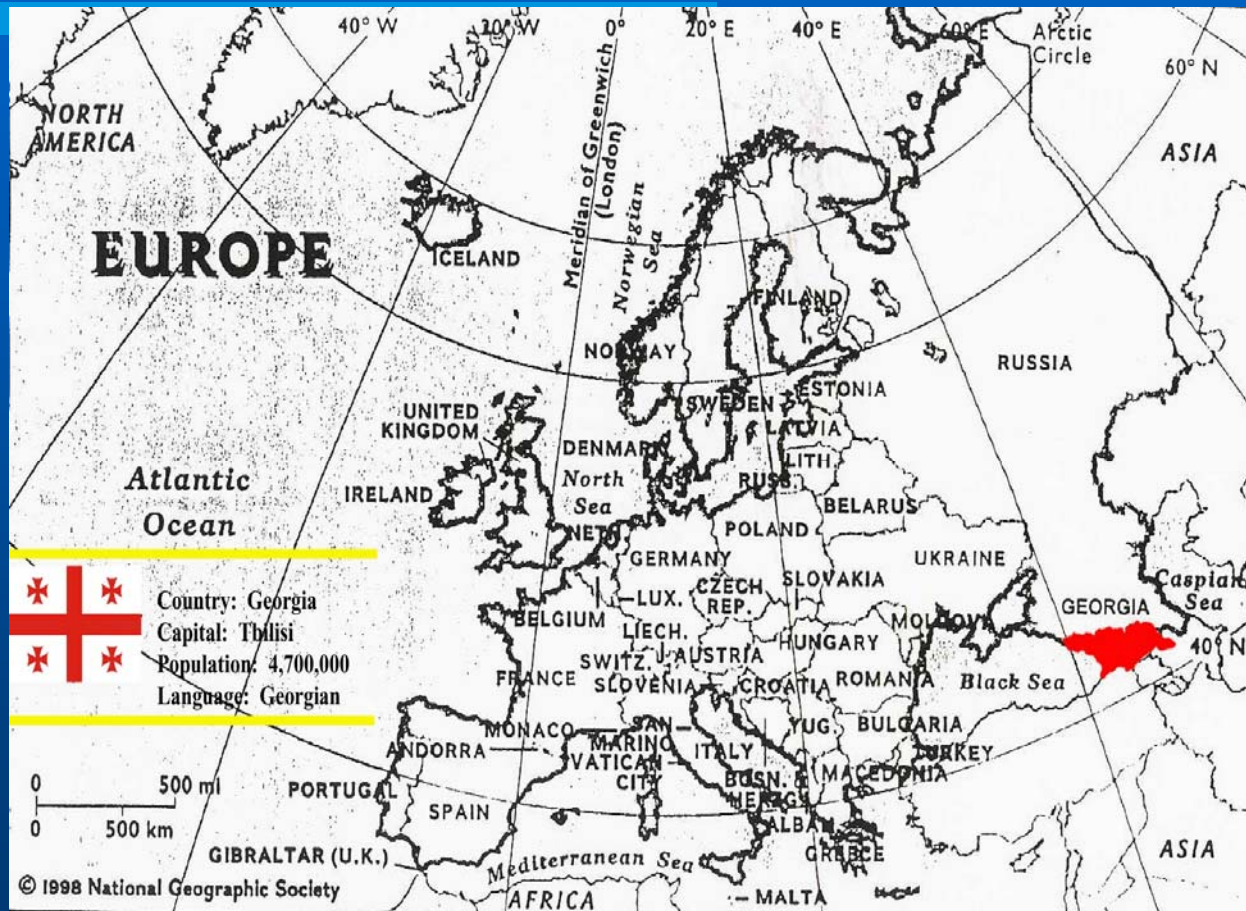 40° W
20° W
0°
20° E
40° E
60° E
Arctic
Circle
60° N
NORTH
AMERICA
ASIA
Meridian of Greenwich
(London)
Norwegian
Sea
EUROPE
ICELAND
FINLAND
NORWAY
RUSSIA
SWEDEN
ESTONIA
LATVIA
UNITED
KINGDOM
DENMARK
LITH.
North
Sea
RUSS.
Atlantic
Ocean
IRELAND
BELARUS
NETH.
POLAND
GERMANY
UKRAINE
CZECH
REP.
SLOVAKIA
Caspian
Sea
Country: Georgia
Capital: Tbilisi
Population: 4,700,000
Language: Georgian
LUX.
BELGIUM
GEORGIA
MOLDOVA
LIECH.
HUNGARY
40° N
SWITZ.
AUSTRIA
FRANCE
SLOVENIA
CROATIA
ROMANIA
Black Sea
MONACO
SAN
MARINO
YUG.
BULGARIA
ANDORRA
VATICAN
CITY
ITALY
TURKEY
MACEDONIA
BOSN. &
HERZG.
0 500 mi
0 500 km
PORTUGAL
SPAIN
ALBAN.
GREECE
GIBRALTAR (U.K.)
Mediterranean Sea
ASIA
© 1998 National Geographic Society
AFRICA
MALTA